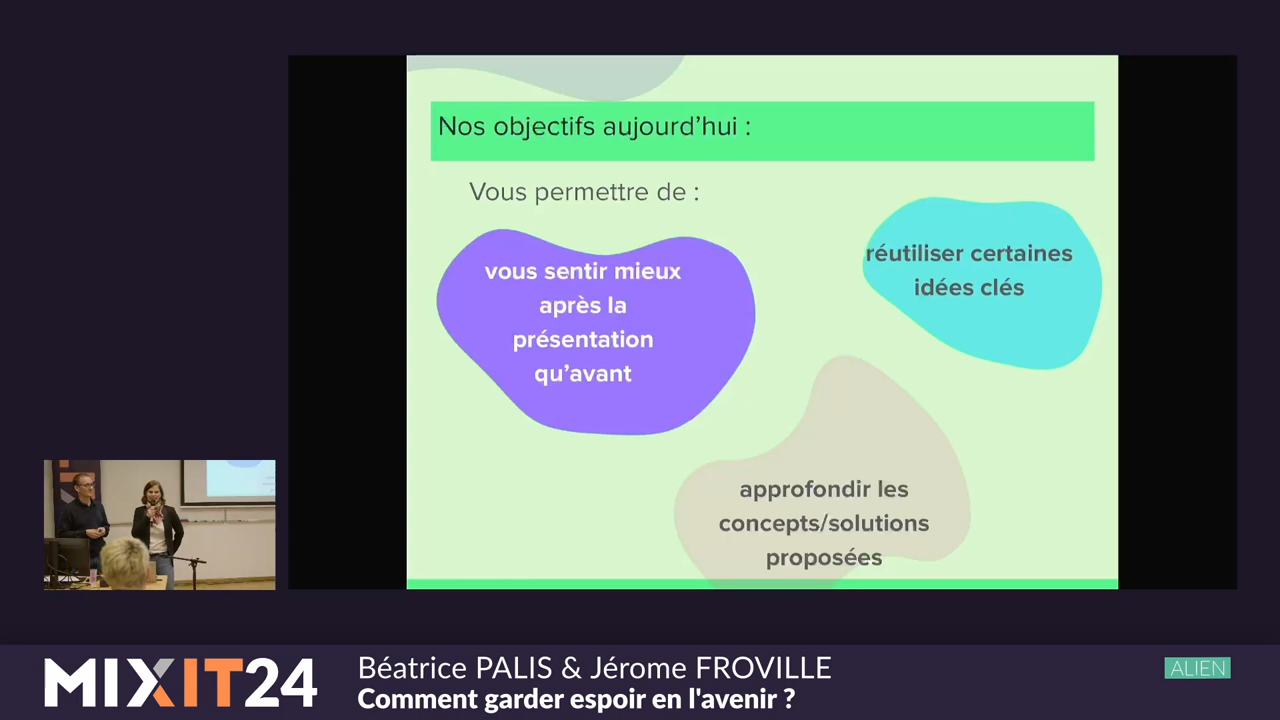 Nos objectifs aujourd’hui :
Vous permettre de :
vous sentir mieux
après la
présentation
qu’avant
réutiliser certaines
idées clés
approfondir les
concepts/solutions
proposées
MIXIT24
Béatrice PALIS & Jérome FROVILLE
Comment garder espoir en l'avenir ?
ALIEN